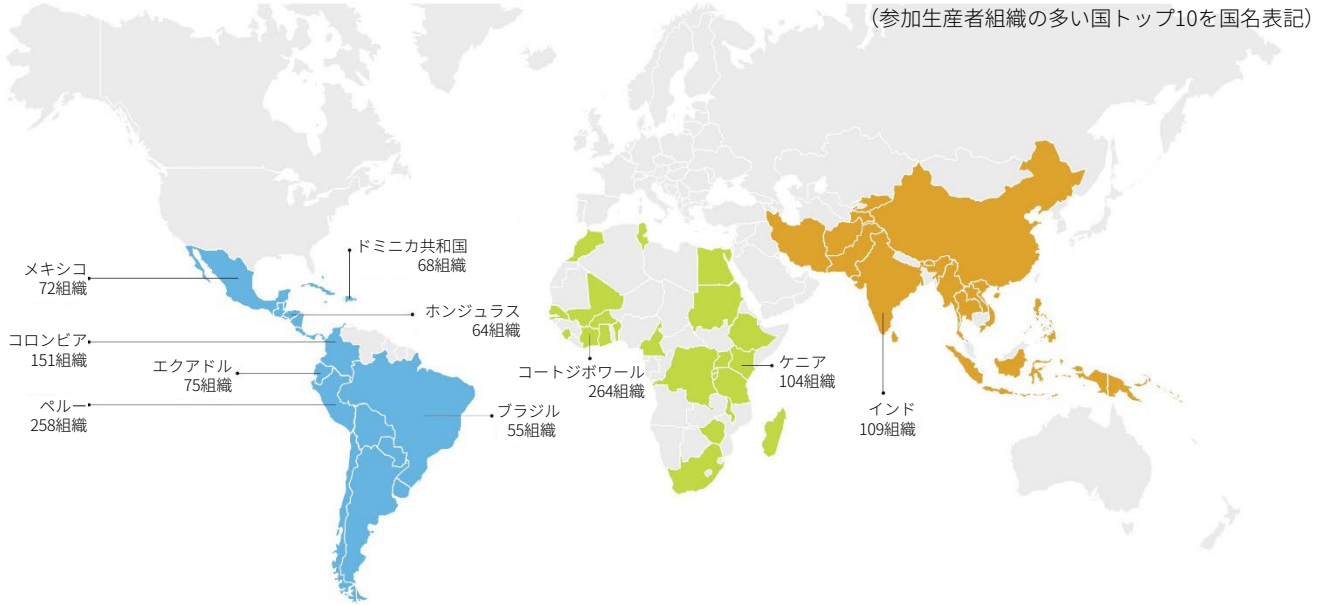 （参加生産者組織の多い国トップ10を国名表記）
ドミニカ共和国
68組織
メキシコ
72組織
ホンジュラス
64組織
コロンビア
151組織
エクアドル
75組織
コートジボワール
264組織
ケニア
104組織
ペルー
258組織
ブラジル
55組織
インド
109組織